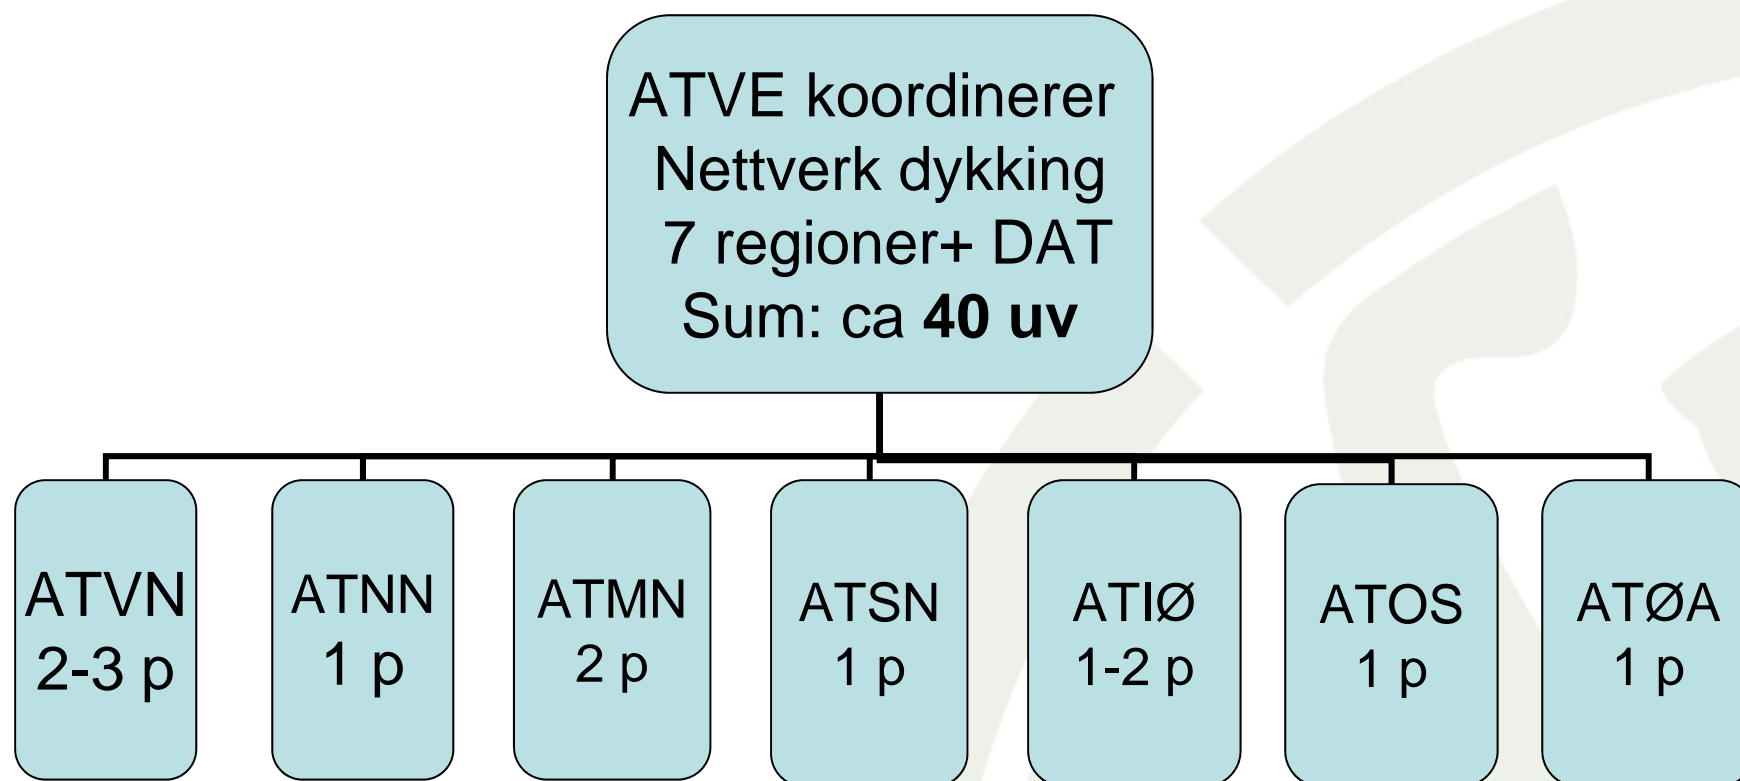 ATVE koordinerer
Nettverk dykking
7 regioner+ DAT
Sum: ca 40 uv
ATVN
2-3 p
ATNN
1 p
ATMN
2 p
ATSN
1 p
ATIØ
1-2 p
ATOS
1 p
ATØA
1 p